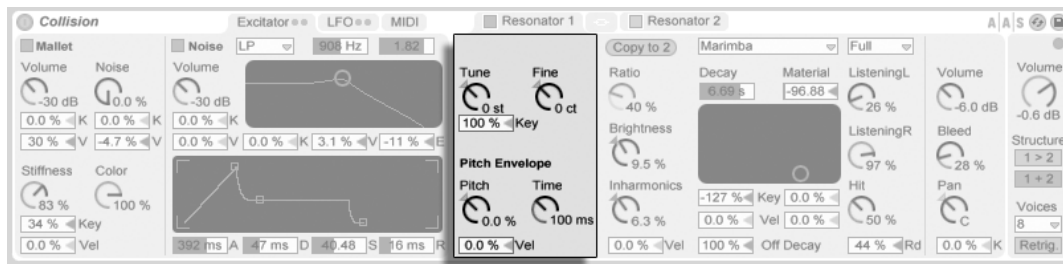 Collision
Excitator LFO MIDI Resonator 1 Resonator 2 A|A|S
Mallet
Volume Noise
-30 dB 0.0 %
0.0 % K 0.0 % K
30 % V -4.7 % V
Stiffness Color
83 % 100 %
34 % Key
0.0 % Vel
Noise LP 908 Hz 1.82
Volume
-30 dB
0.0 % K
0.0 % V 0.0 % K 3.1 % V -11 % E
392 ms A 47 ms D 40.48 S 16 ms R
Tune Fine
0 st 0 ct
100 % Key
Pitch Envelope
Pitch Time
0.0 % 100 ms
0.0 % Vel
Copy to 2 Marimba Full
Ratio
40 %
Brightness
9.5 %
Inharmonics
6.3 %
0.0 % Vel
Decay Material
6.69 s -96.88
-127 % Key 0.0 %
0.0 % Vel 0.0 %
100 % Off Decay
ListeningL
26 %
ListeningR
97 %
Hit
50 %
44 % Rd
Volume
-6.0 dB
Bleed
28 %
Pan
C
0.0 % K
Volume
-0.6 dB
Structure
1 > 2
1 + 2
Voices
8
Retrig.